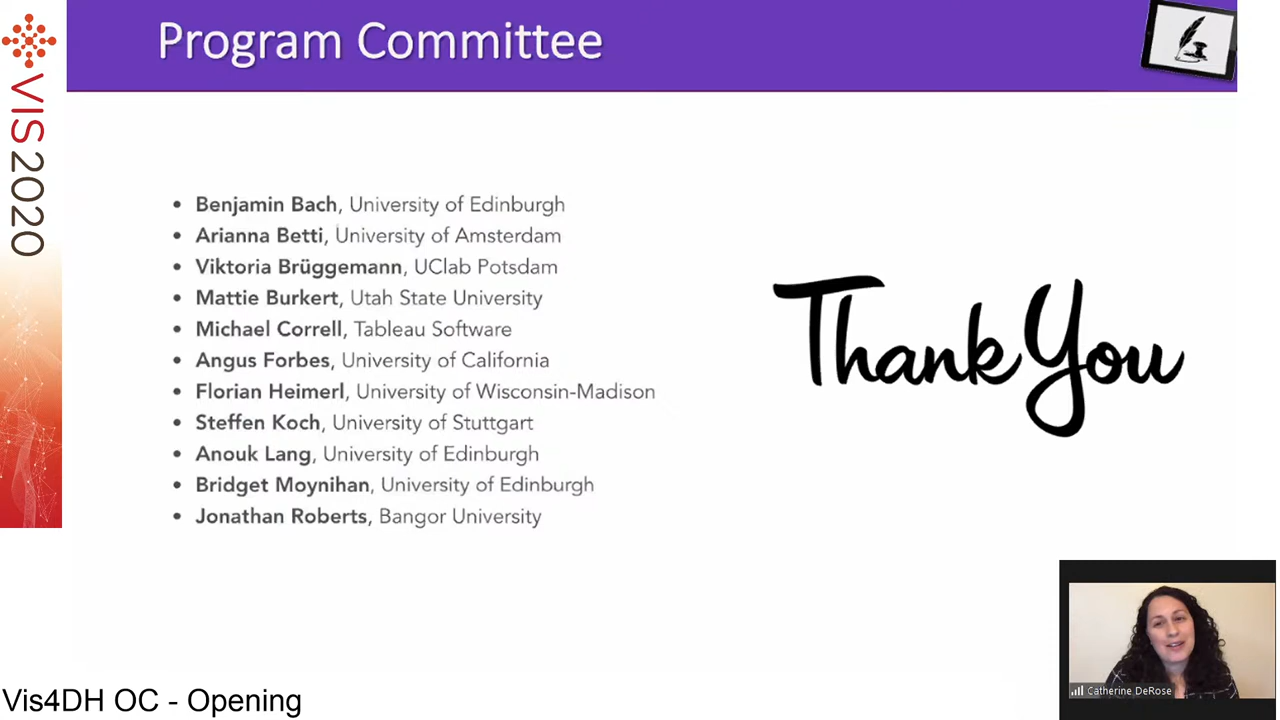 Program Committee
VIS2020
Benjamin Bach, University of Edinburgh
Arianna Betti, University of Amsterdam
Viktoria Brüggemann, UClab Potsdam
Mattie Burkert, Utah State University
Michael Correll, Tableau Software
Angus Forbes, University of California
Florian Heimerl, University of Wisconsin-Madison
Steffen Koch, University of Stuttgart
Anouk Lang, University of Edinburgh
Bridget Moynihan, University of Edinburgh
Jonathan Roberts, Bangor University
Thank You
Catherine DeRose
Vis4DH OC - Opening